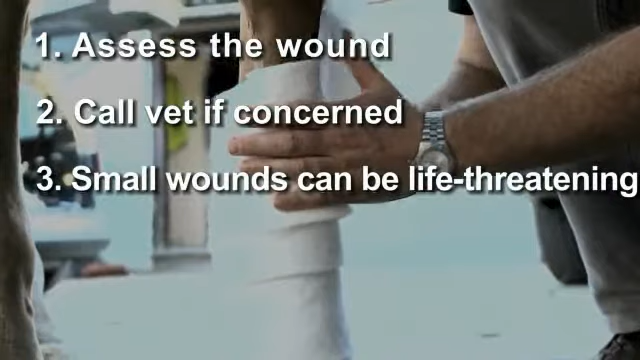 1. Assess the wound
2. Call vet if concerned
3. Small wounds can be life-threatening